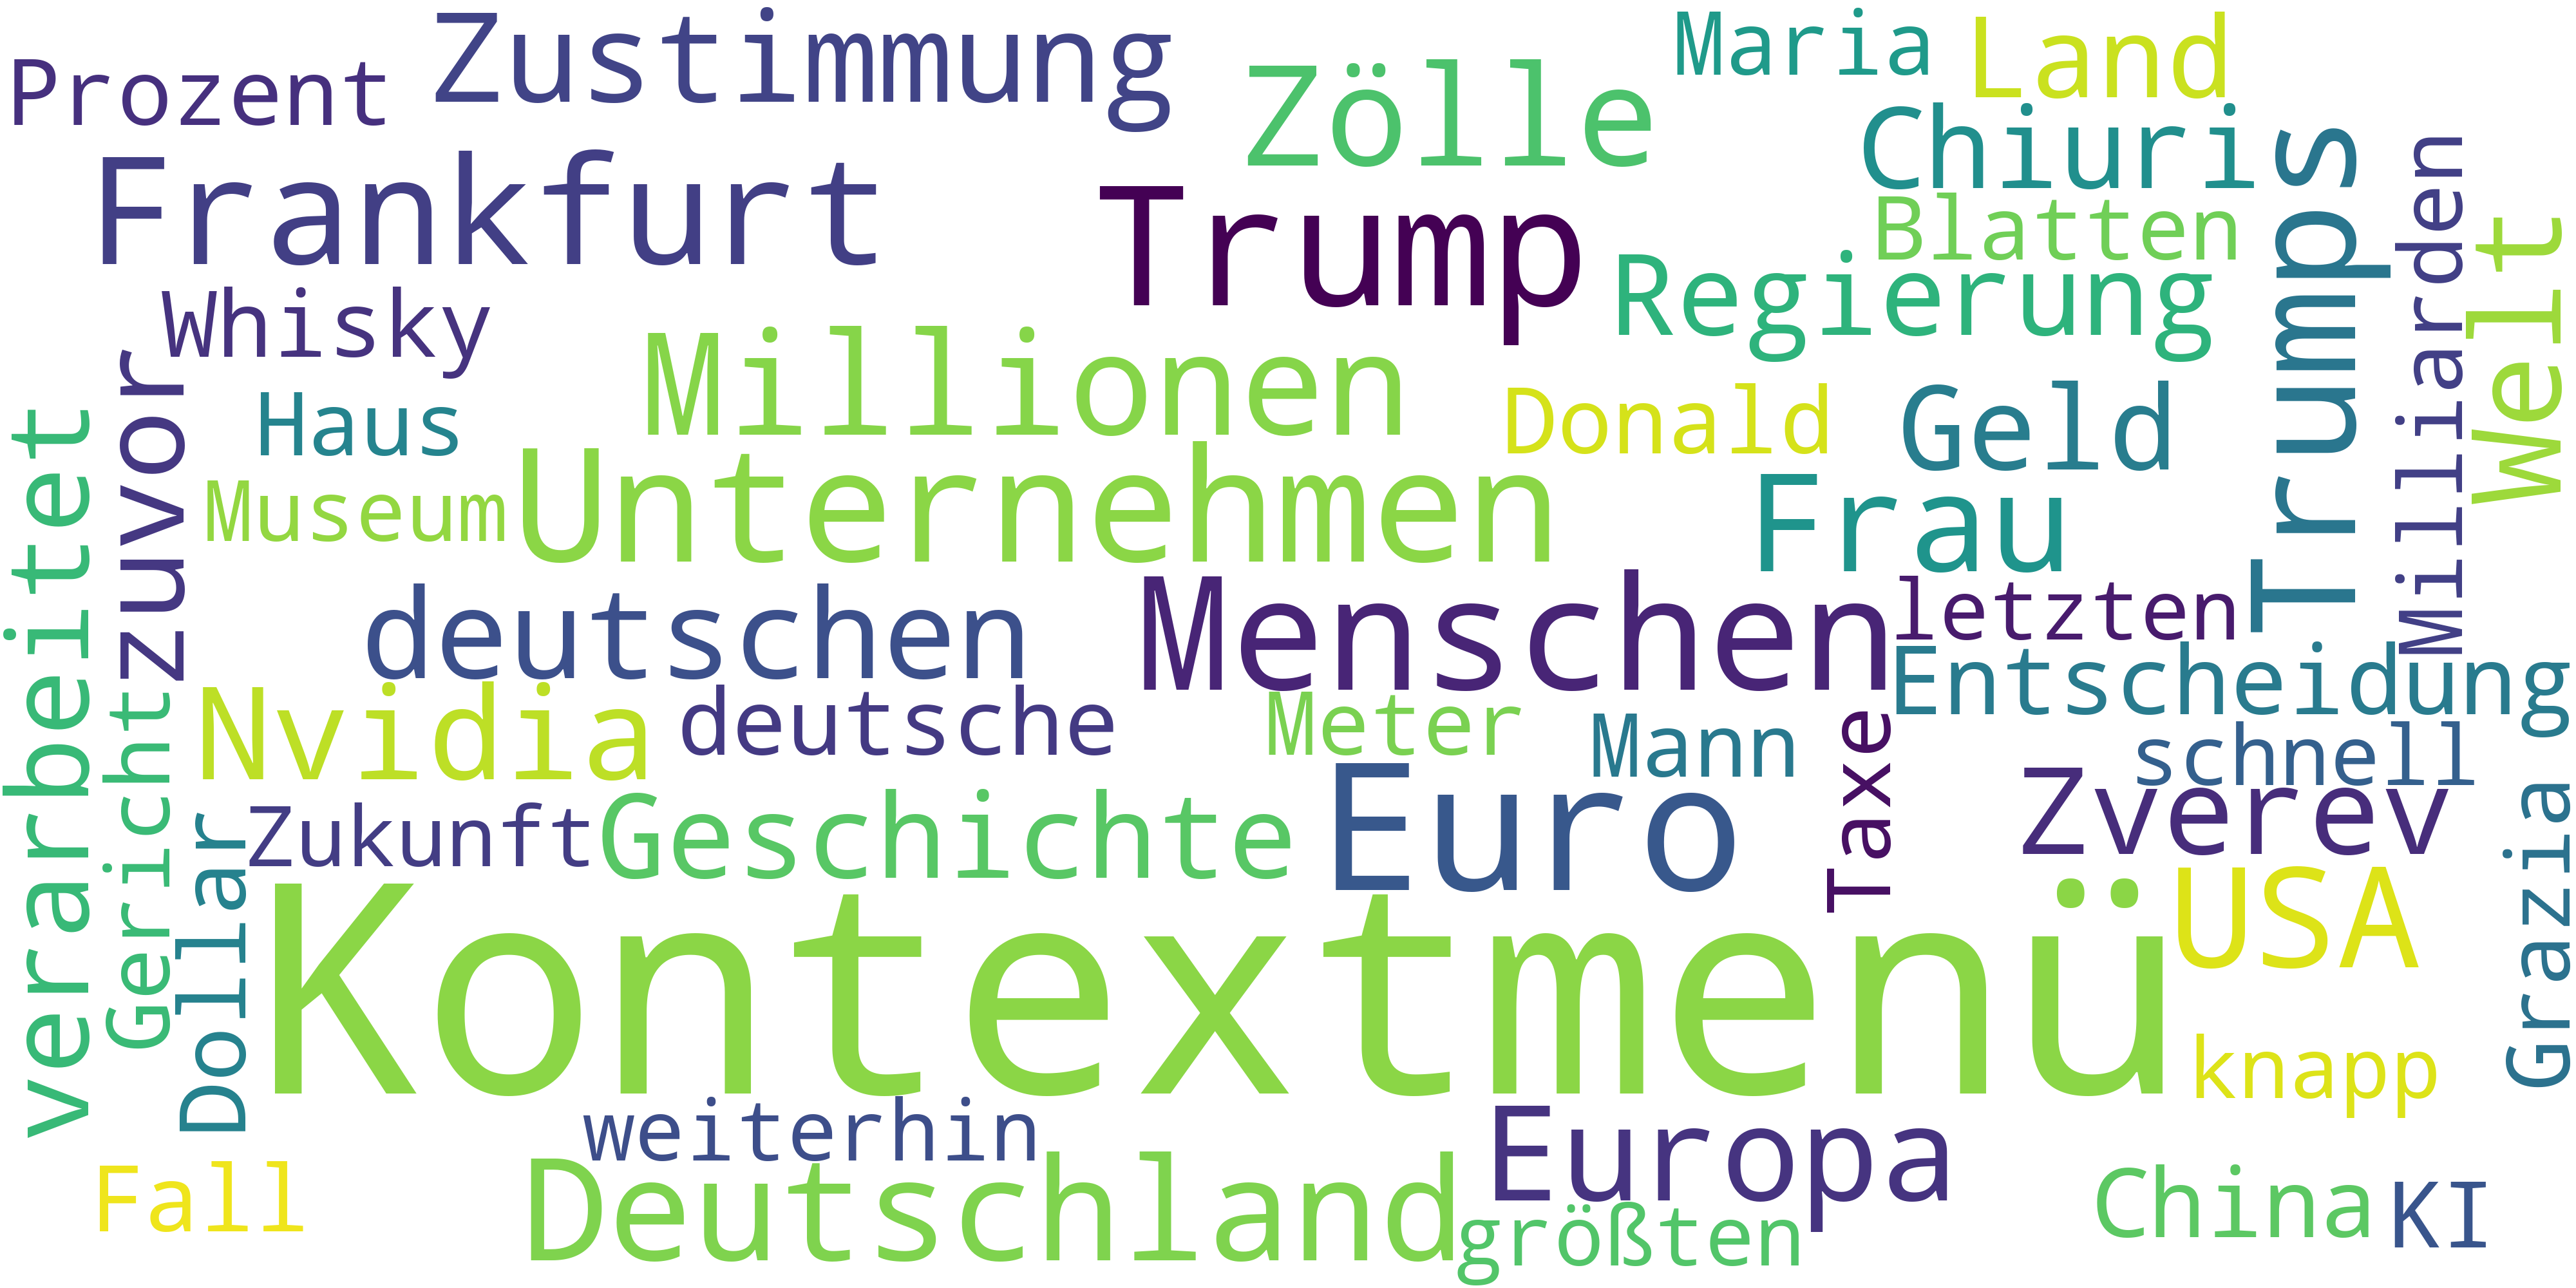 Prozent
Zustimmung
Zölle
Maria
Land
Frankfurt
Trump
Chiuris
Blatten
Regierung
Trumps
Milliarden
Welt
Whisky
zuvor
Millionen
Donald
Geld
Haus
Museum
Unternehmen
Frau
verarbeitet
deutschen
Menschen
letzten
Entscheidung
Gericht
Nvidia
deutsche
Meter
Mann
Taxe
schnell
Zverev
Grazia
Dollar
Zukunft
Geschichte
Euro
USA
Kontextmenü
knapp
weiterhin
Europa
Fall
Deutschland
größten
China
KI